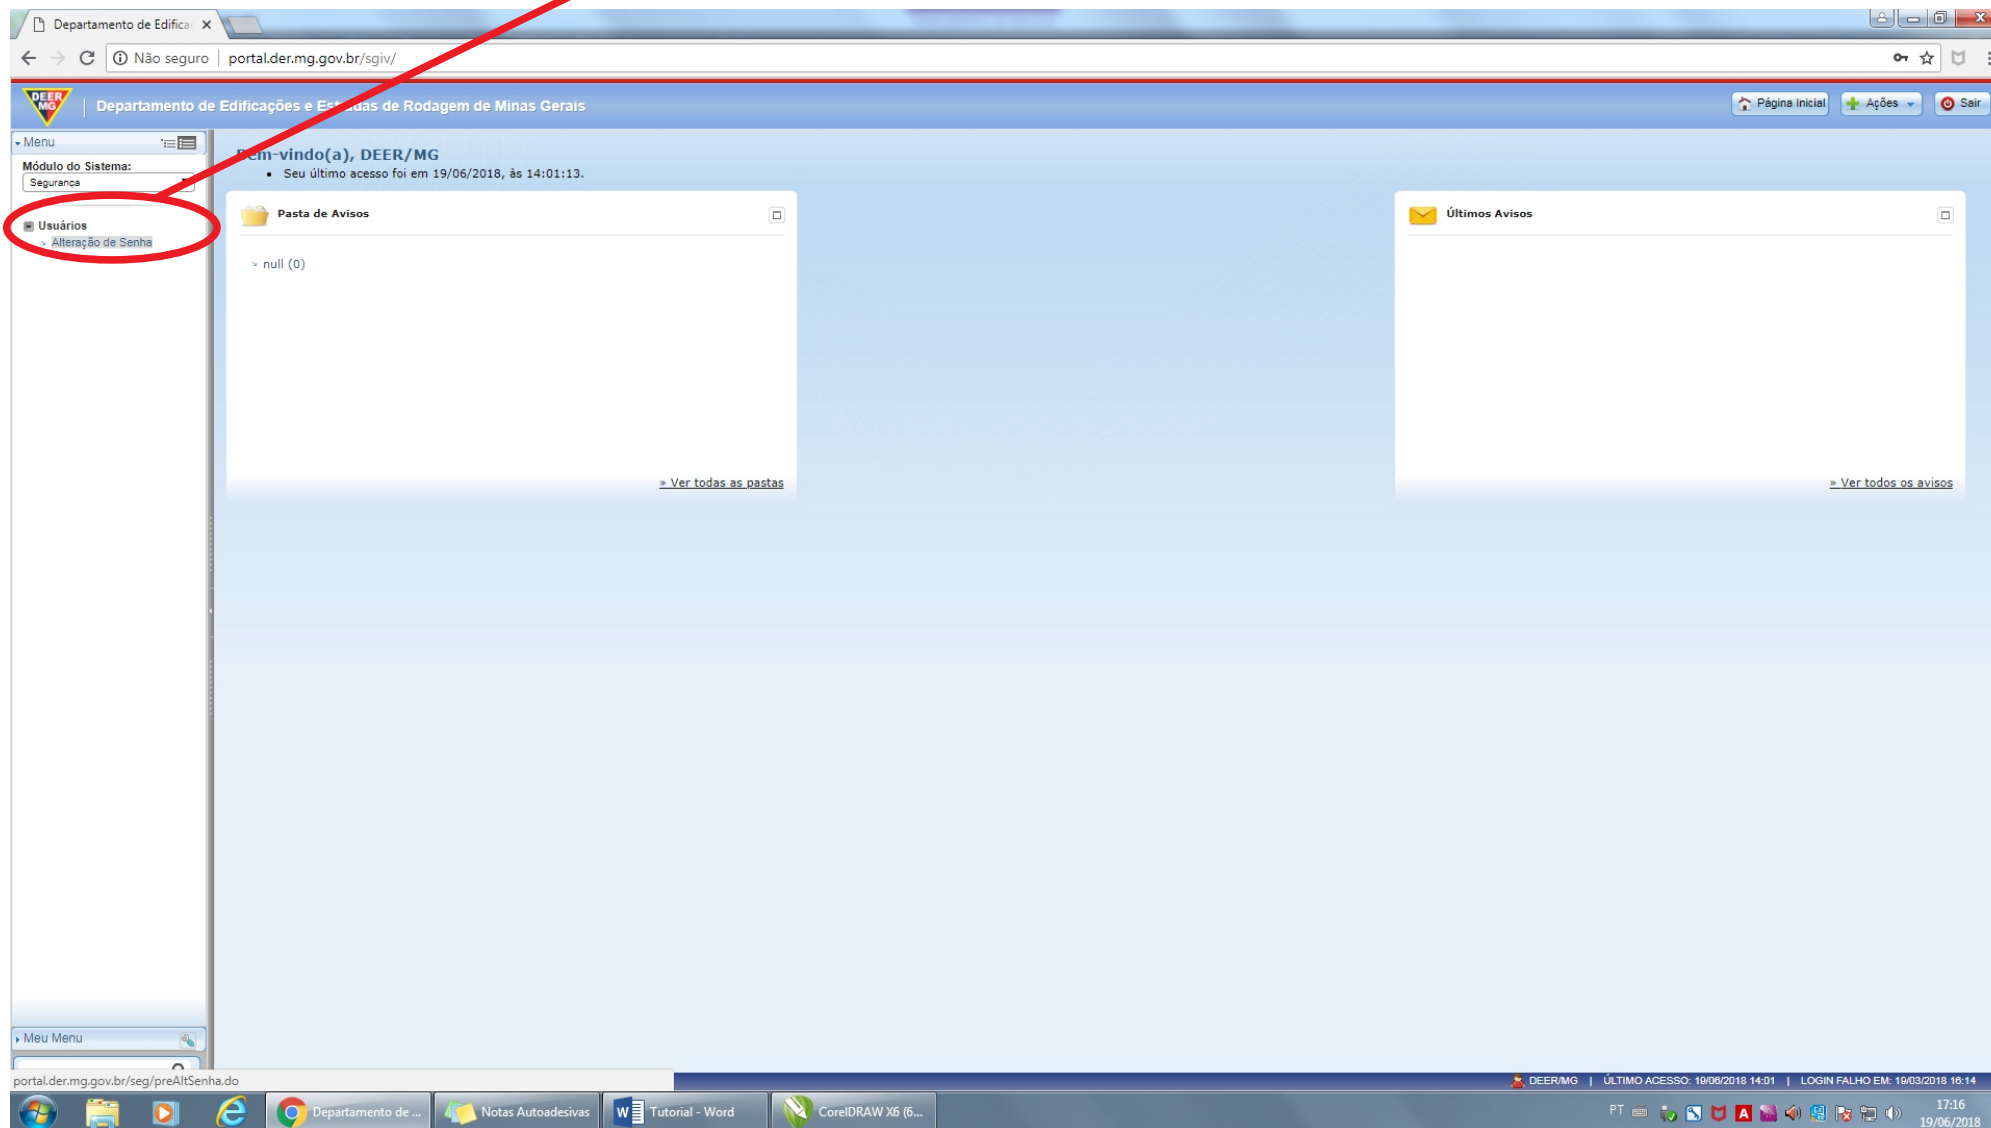 Departamento de Edifica
Não seguro
portal.der.mg.gov.br/sgiv/
DEER
MG
Departamento de Edificações e Estradas de Rodagem de Minas Gerais
Página Inicial
Ações
Sair
Menu
Módulo do Sistema:
Segurança
Usuários
Alteração de Senha
Bem-vindo(a), DEER/MG
Seu último acesso foi em 19/06/2018, às 14:01:13.
Pasta de Avisos
null (0)
» Ver todas as pastas
Últimos Avisos
» Ver todos os avisos
Meu Menu
portal.der.mg.gov.br/seg/preAltSenha.do
DEER/MG | ÚLTIMO ACESSO: 19/06/2018 14:01 | LOGIN FALHO EM: 19/03/2018 16:14
Departamento de ...
Notas Autoadesivas
Tutorial - Word
CorelDRAW X6 (6...
PT
17:16
19/06/2018